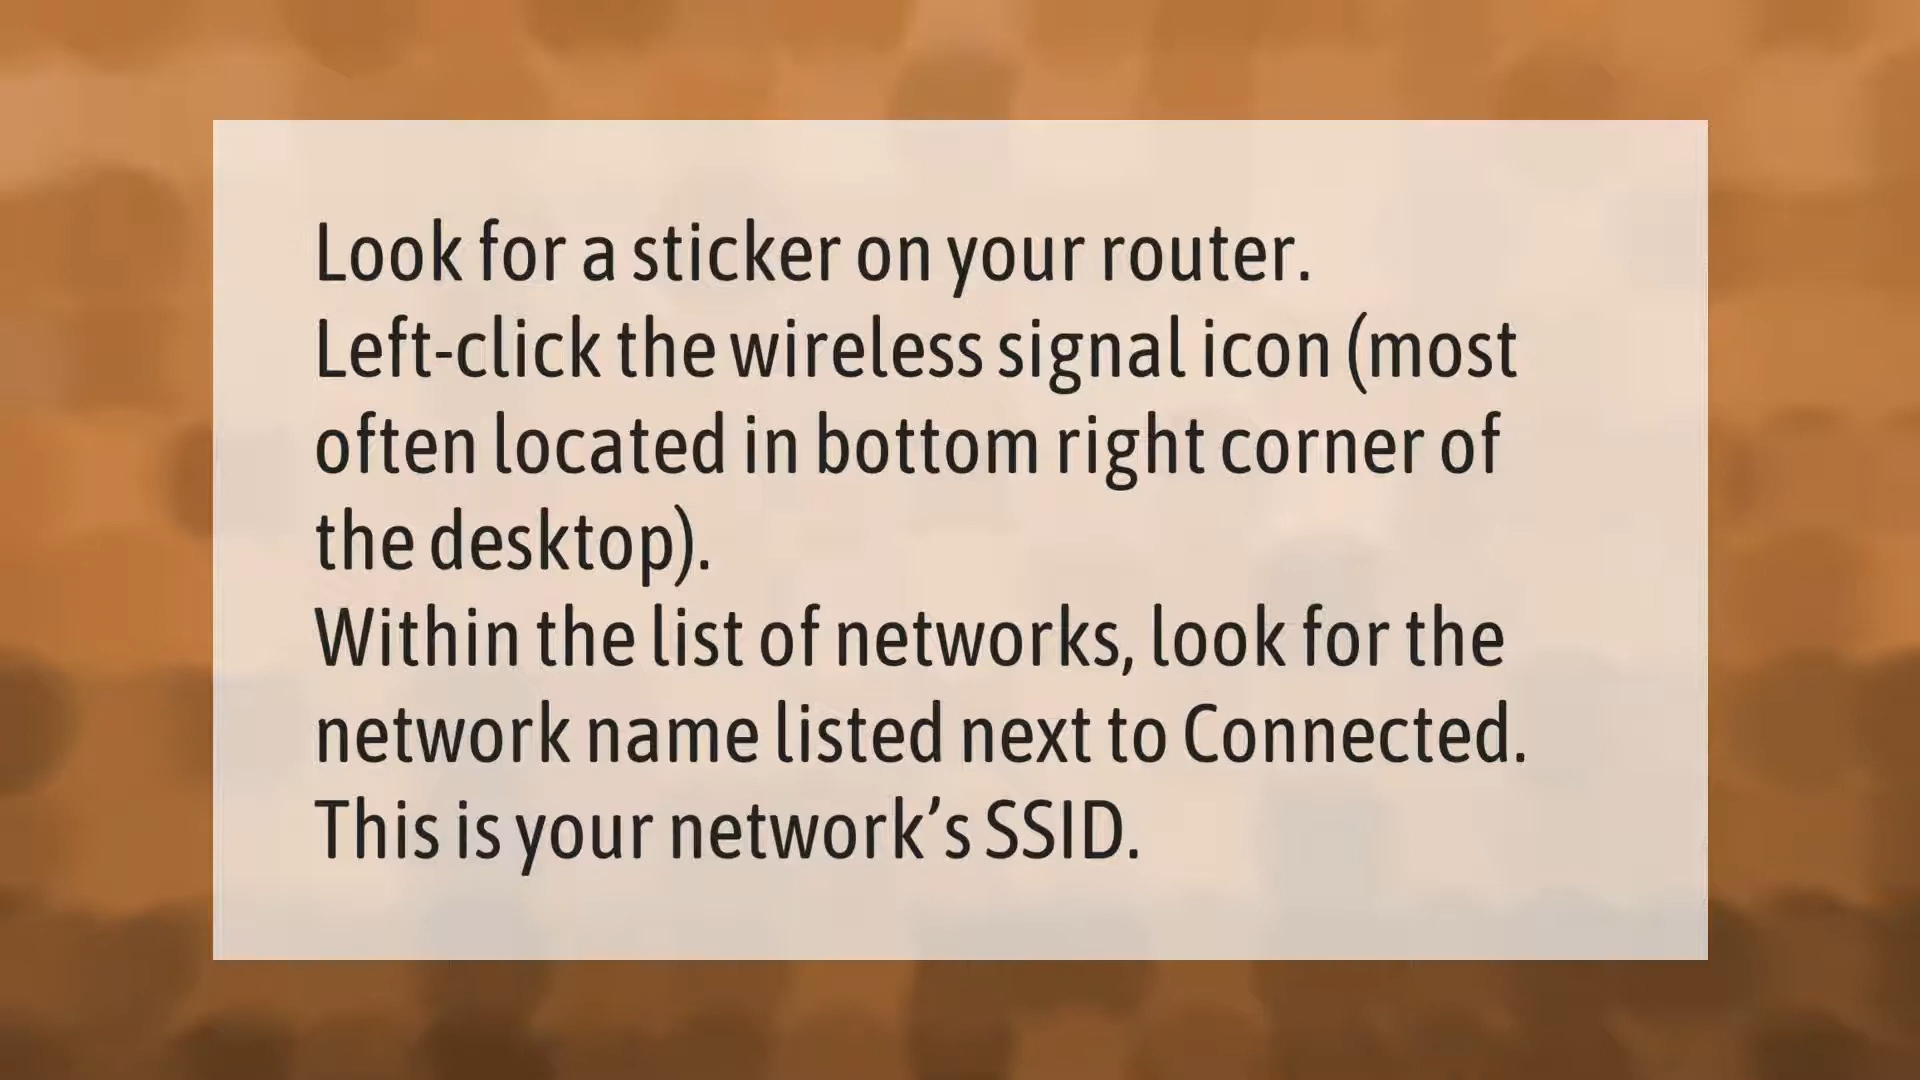 Look for a sticker on your router.
Left-click the wireless signal icon (most
often located in bottom right corner of
the desktop).
Within the list of networks, look for the
network name listed next to Connected.
This is your network’s SSID.